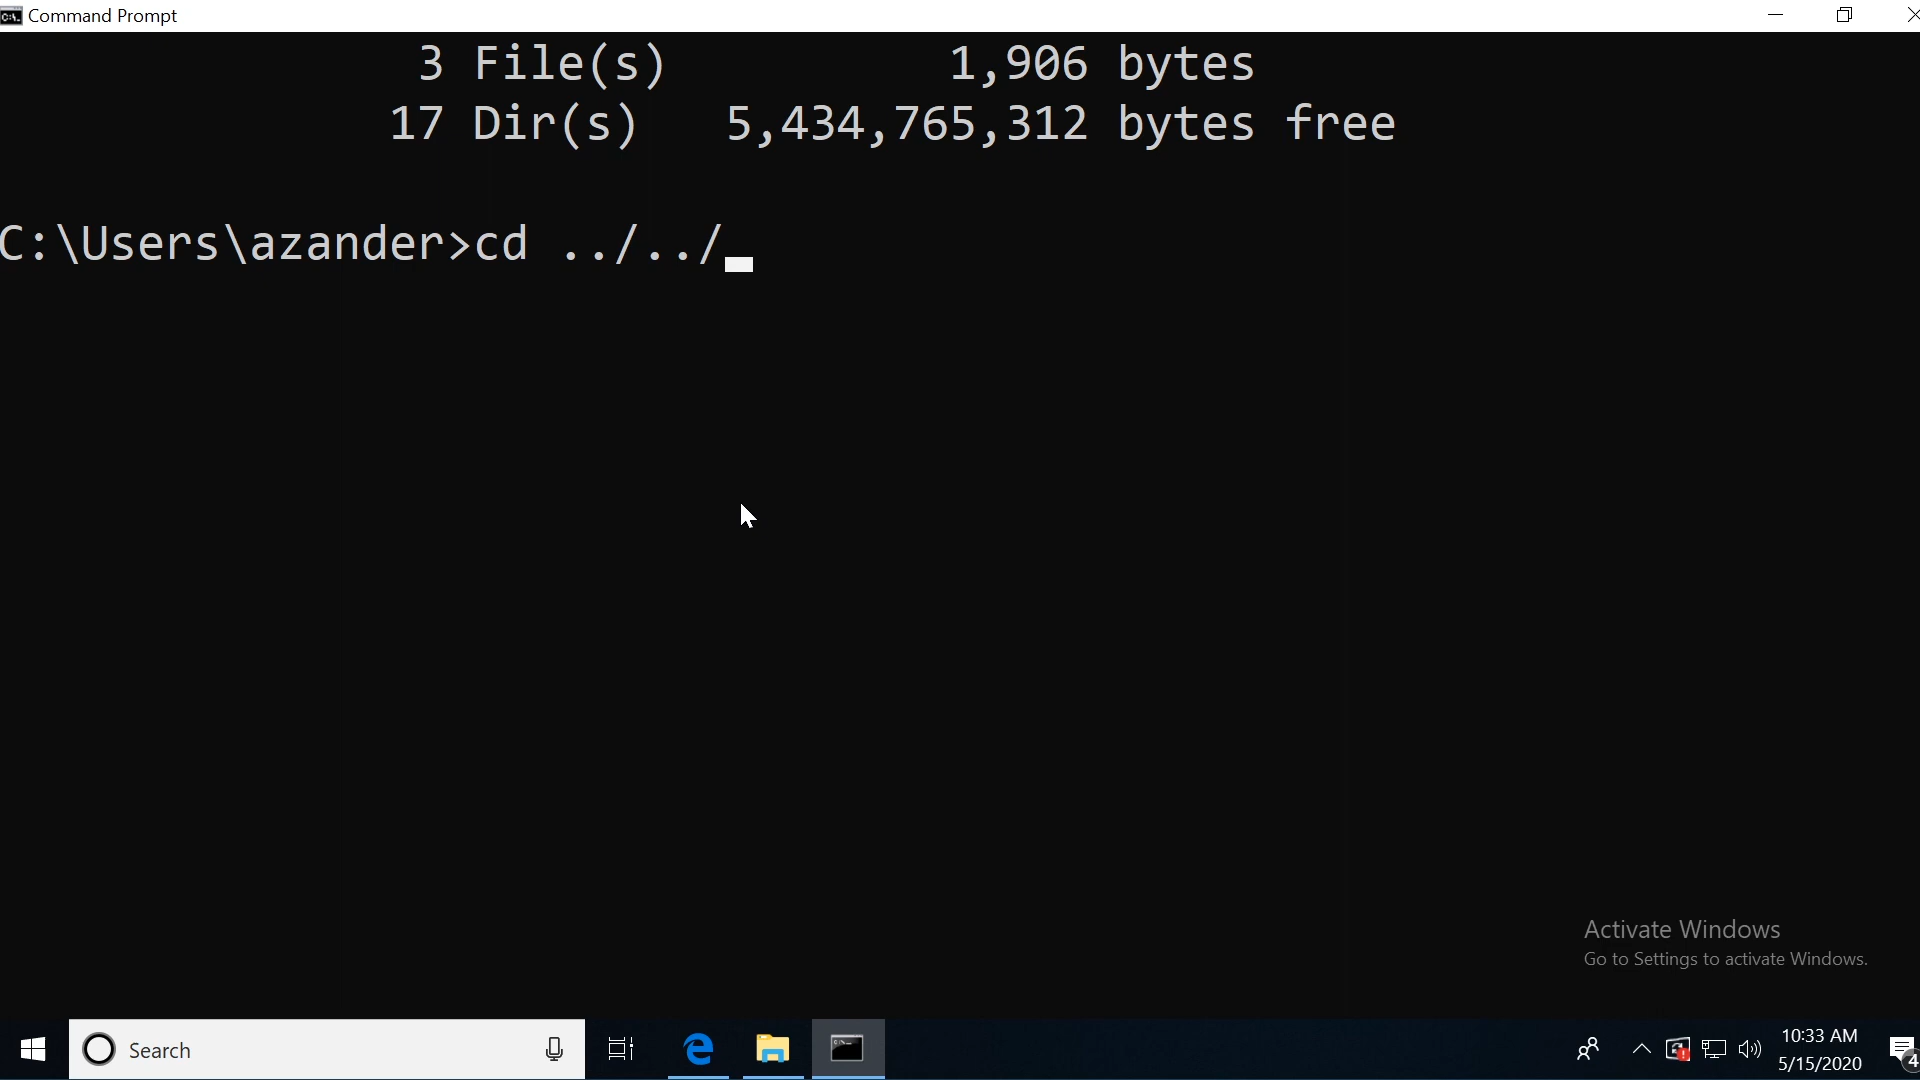 Command Prompt
3 File(s) 1,906 bytes
17 Dir(s) 5,434,765,312 bytes free
C:\Users\azander>cd ../../
Activate Windows
Go to Settings to activate Windows.
Search
10:33 AM
5/15/2020
4